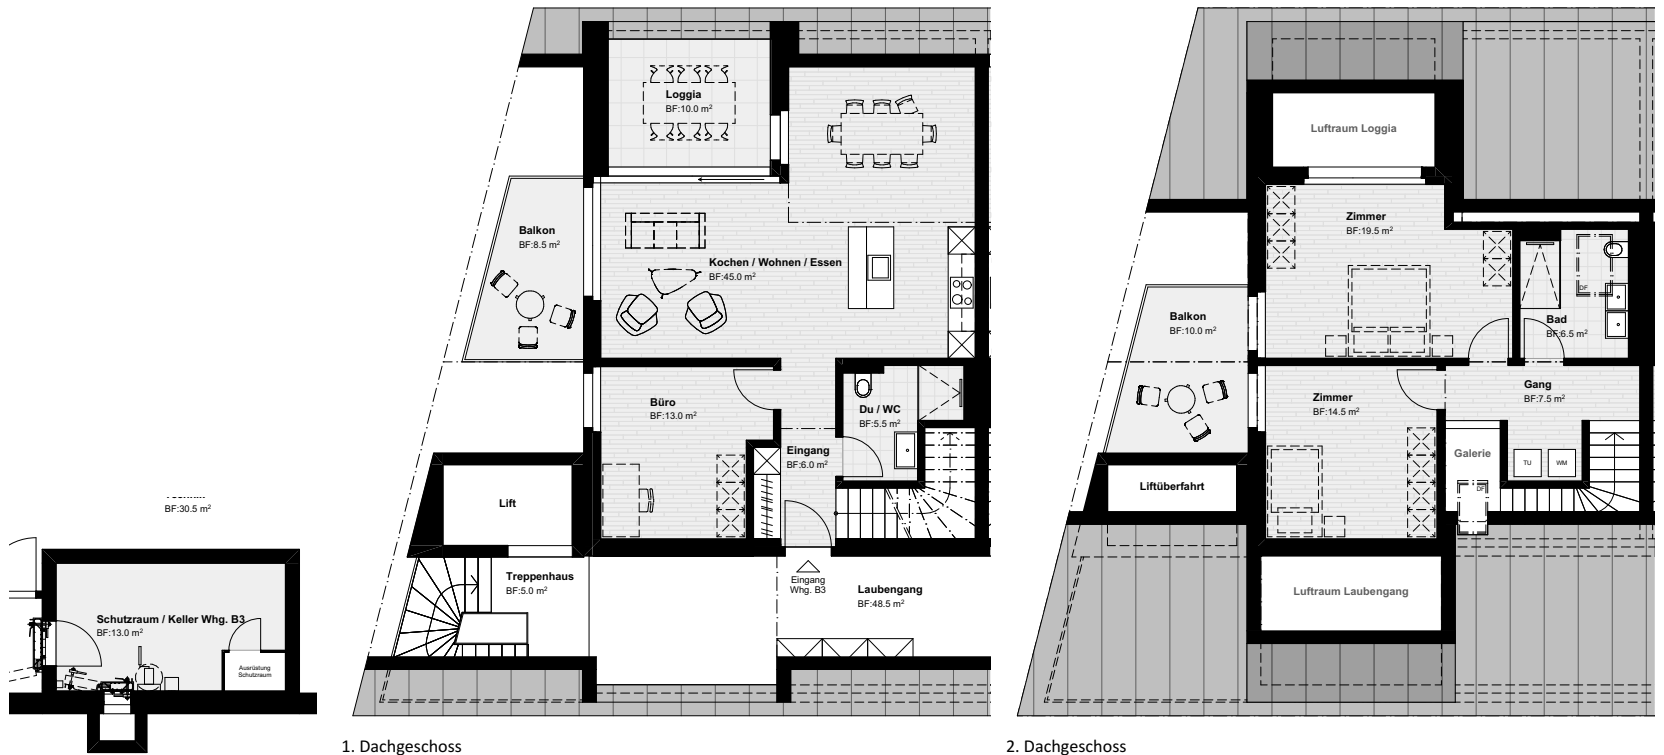 BF:30.5 m²
Schutzraum / Keller Whg. B3
BF:13.0 m²
Ausrüstung
Schutzraum
Loggia
BF:10.0 m²
Balkon
BF:8.5 m²
Kochen / Wohnen / Essen
BF:45.0 m²
Büro
BF:13.0 m²
Du / WC
BF:5.5 m²
Eingang
BF:6.0 m²
Lift
Treppenhaus
BF:5.0 m²
Eingang
Whg. B3
Laubengang
BF:48.5 m²
1. Dachgeschoss
Luftraum Loggia
Zimmer
BF:19.5 m²
DF
Balkon
BF:10.0 m²
Bad
BF:6.5 m²
Zimmer
BF:14.5 m²
Gang
BF:7.5 m²
Galerie
TU
WM
DF
Liftüberfahrt
Luftraum Laubengang
2. Dachgeschoss